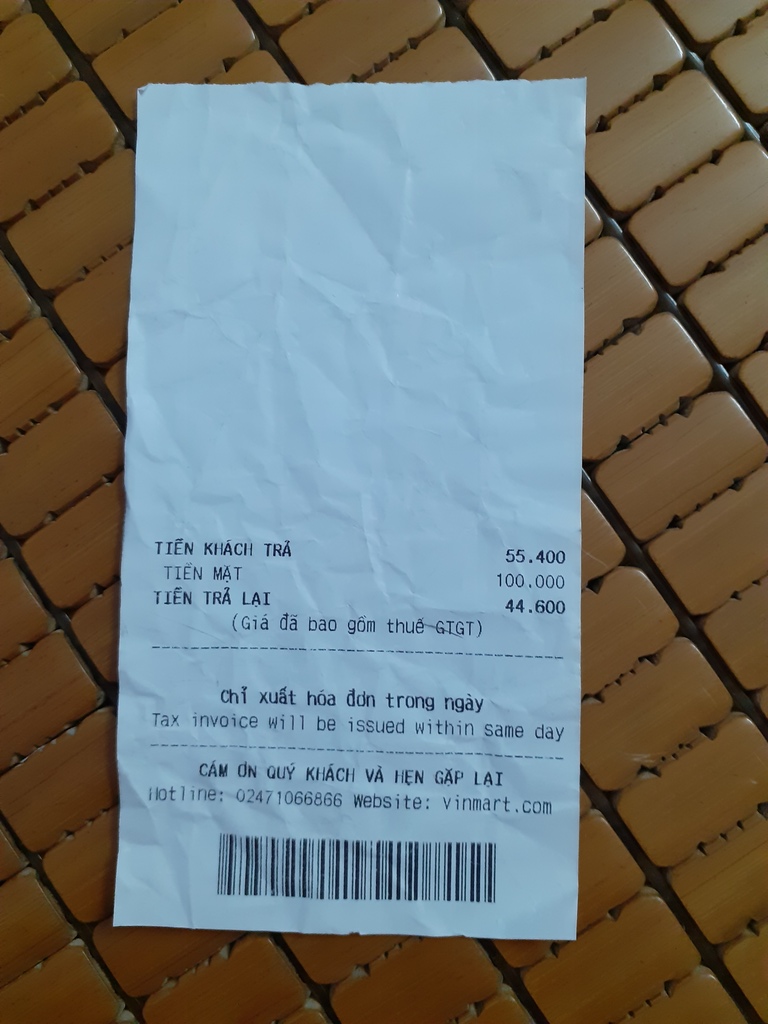 TIỀN KHÁCH TRẢ 55.400
TIỀN MẶT 100.000
TIỀN TRẢ LẠI 44.600
(Giá đã bao gồm thuế GTGT)
Chỉ xuất hóa đơn trong ngày
Tax invoice will be issued within same day
CẢM ƠN QUÝ KHÁCH VÀ HẸN GẶP LẠI
Hotline: 02471066866 Website: vinmart.com